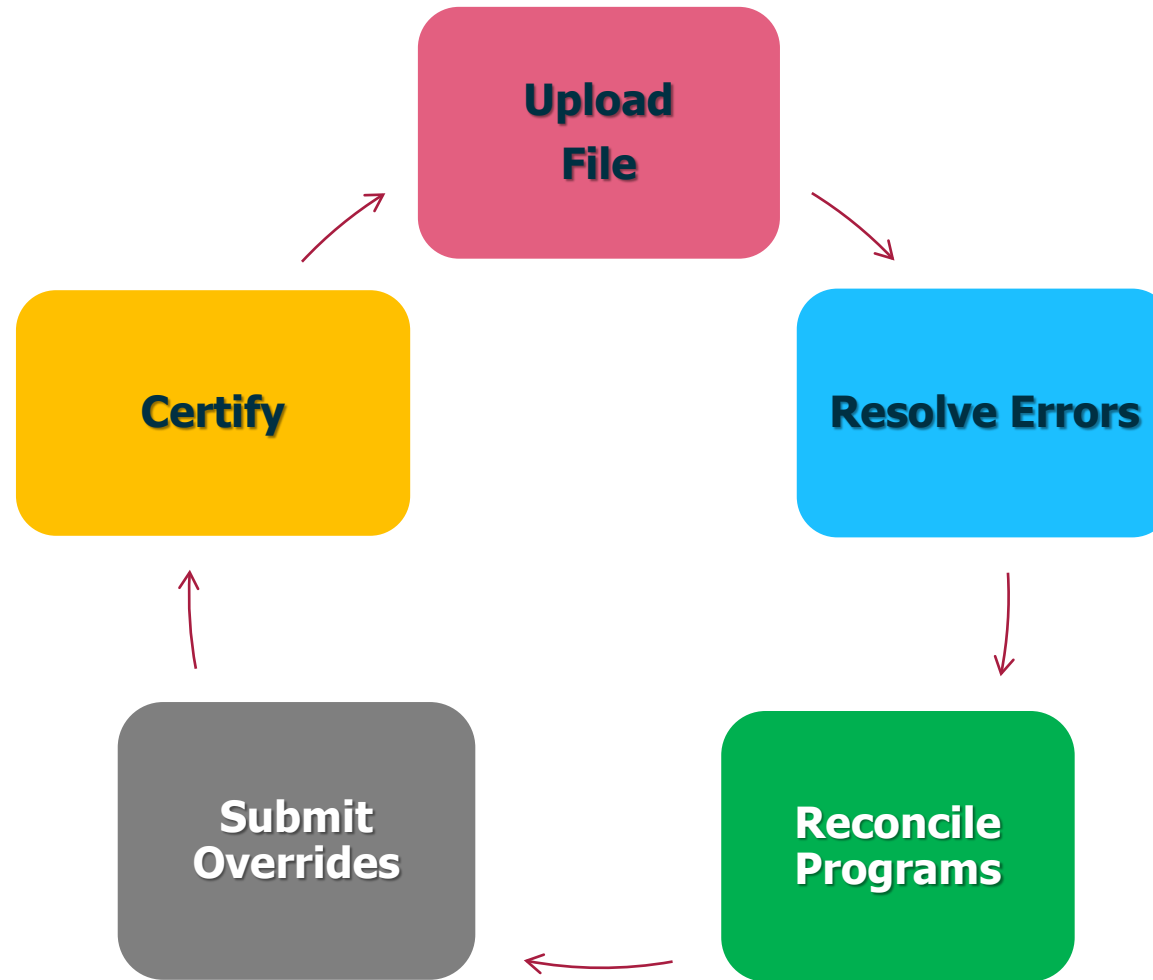 Upload
File
Resolve Errors
Reconcile
Programs
Submit
Overrides
Certify